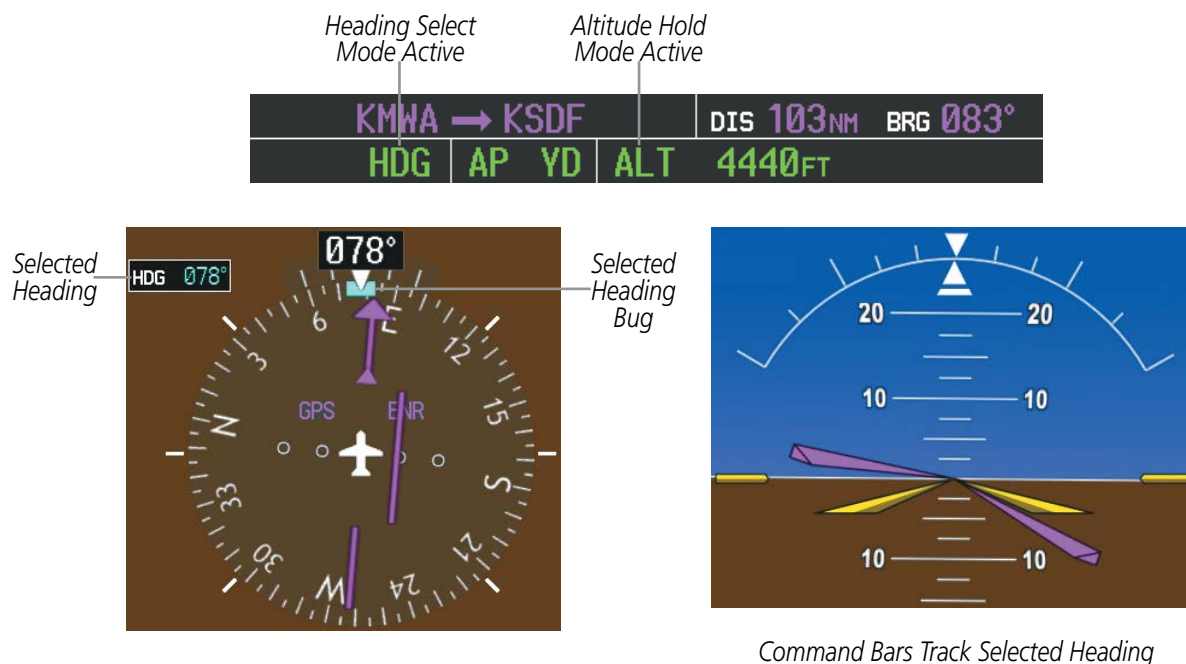 Heading Select
Mode Active
Altitude Hold
Mode Active
KMWA → KSDF DIS 103NM BRG 083°
HDG AP YD ALT 4440FT
Selected
Heading
HDG 078°
078°
Selected
Heading
Bug
N 3 6 E 12 15 S 21 24 W 30 33
GPS ENR
20 20
10 10
10 10
Command Bars Track Selected Heading